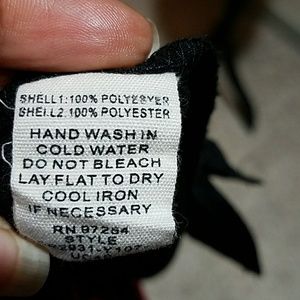 SHELL1:100% POLYESTER
SHELL2:100% POLYESTER
HAND WASH IN
COLD WATER
DO NOT BLEACH
LAY FLAT TO DRY
COOL IRON
IF NECESSARY
RN 97284
STYLE